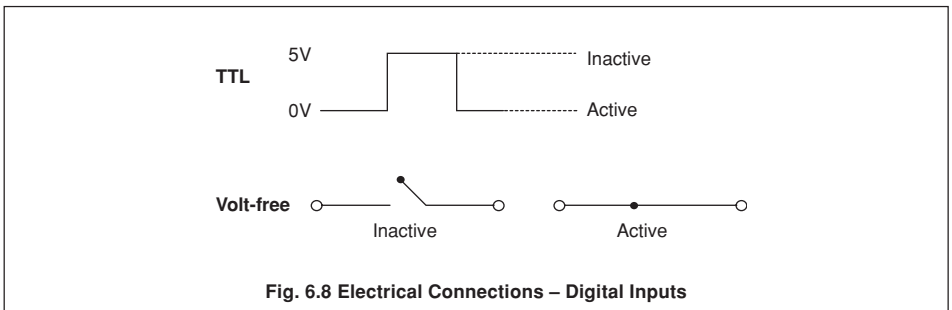 5V
Inactive
TTL
0V
Active
Volt-free
Inactive
Active
Fig. 6.8 Electrical Connections – Digital Inputs